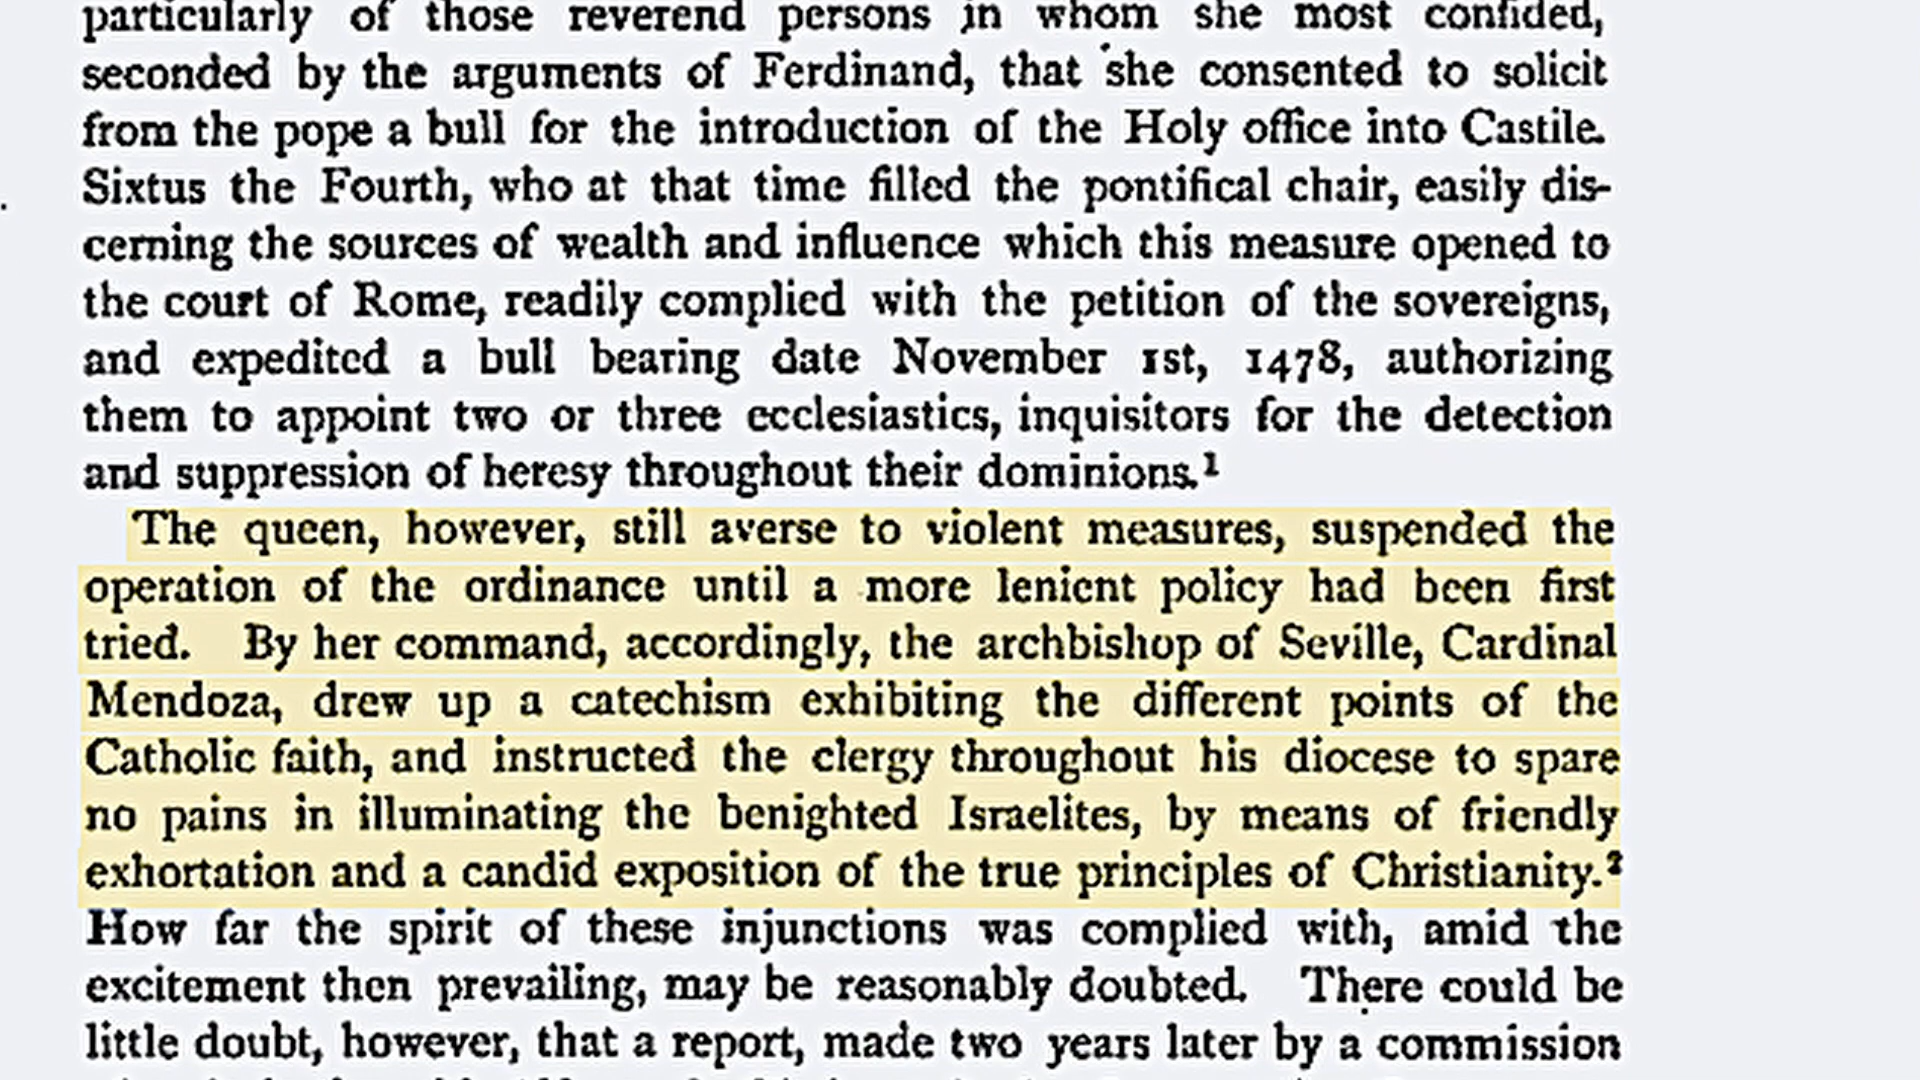 particularly of those reverend persons in whom she most confided,
seconded by the arguments of Ferdinand, that she consented to solicit
from the pope a bull for the introduction of the Holy office into Castile.
Sixtus the Fourth, who at that time filled the pontifical chair, easily dis-
cerning the sources of wealth and influence which this measure opened to
the court of Rome, readily complied with the petition of the sovereigns,
and expedited a bull bearing date November 1st, 1478, authorizing
them to appoint two or three ecclesiastics, inquisitors for the detection
and suppression of heresy throughout their dominions.¹
The queen, however, still averse to violent measures, suspended the
operation of the ordinance until a more lenient policy had been first
tried. By her command, accordingly, the archbishop of Seville, Cardinal
Mendoza, drew up a catechism exhibiting the different points of the
Catholic faith, and instructed the clergy throughout his diocese to spare
no pains in illuminating the benighted Israelites, by means of friendly
exhortation and a candid exposition of the true principles of Christianity.²
How far the spirit of these injunctions was complied with, amid the
excitement then prevailing, may be reasonably doubted. There could be
little doubt, however, that a report, made two years later by a commission